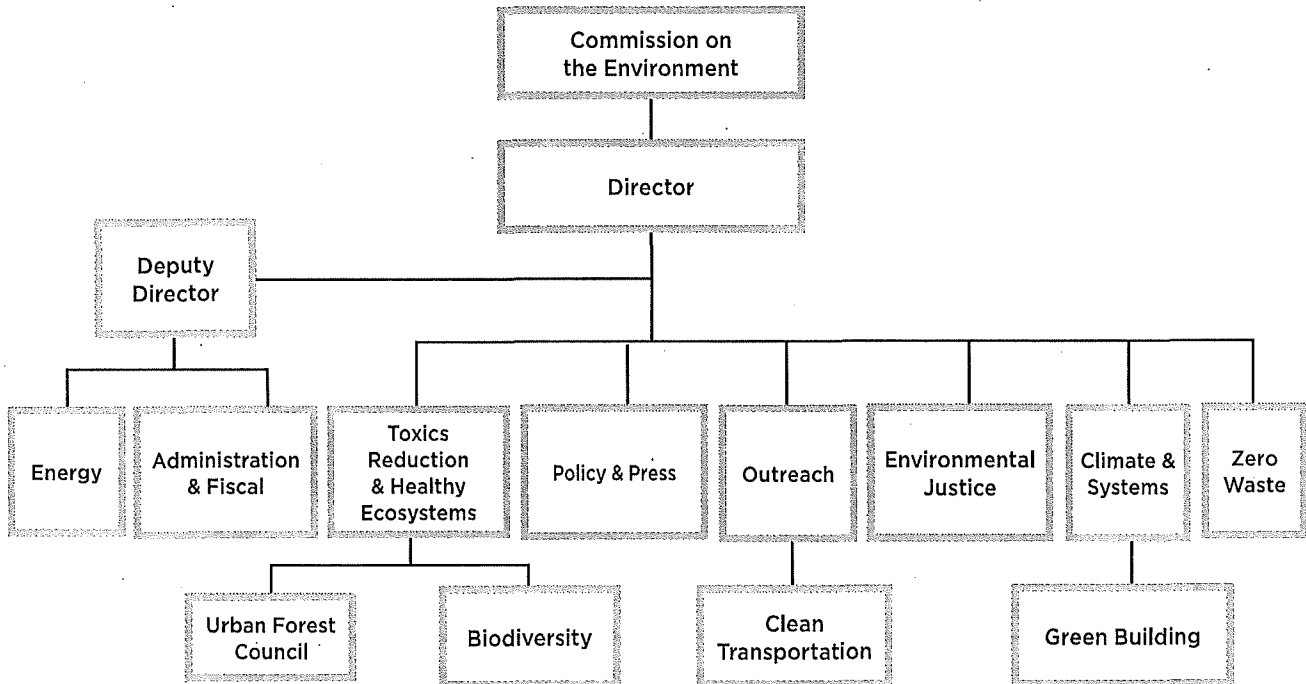 Commission on
the Environment
Director
Deputy
Director
Energy
Administration
& Fiscal
Toxics
Reduction
& Healthy
Ecosystems
Policy & Press
Outreach
Environmental
Justice
Climate &
Systems
Zero
Waste
Urban Forest
Council
Biodiversity
Clean
Transportation
Green Building